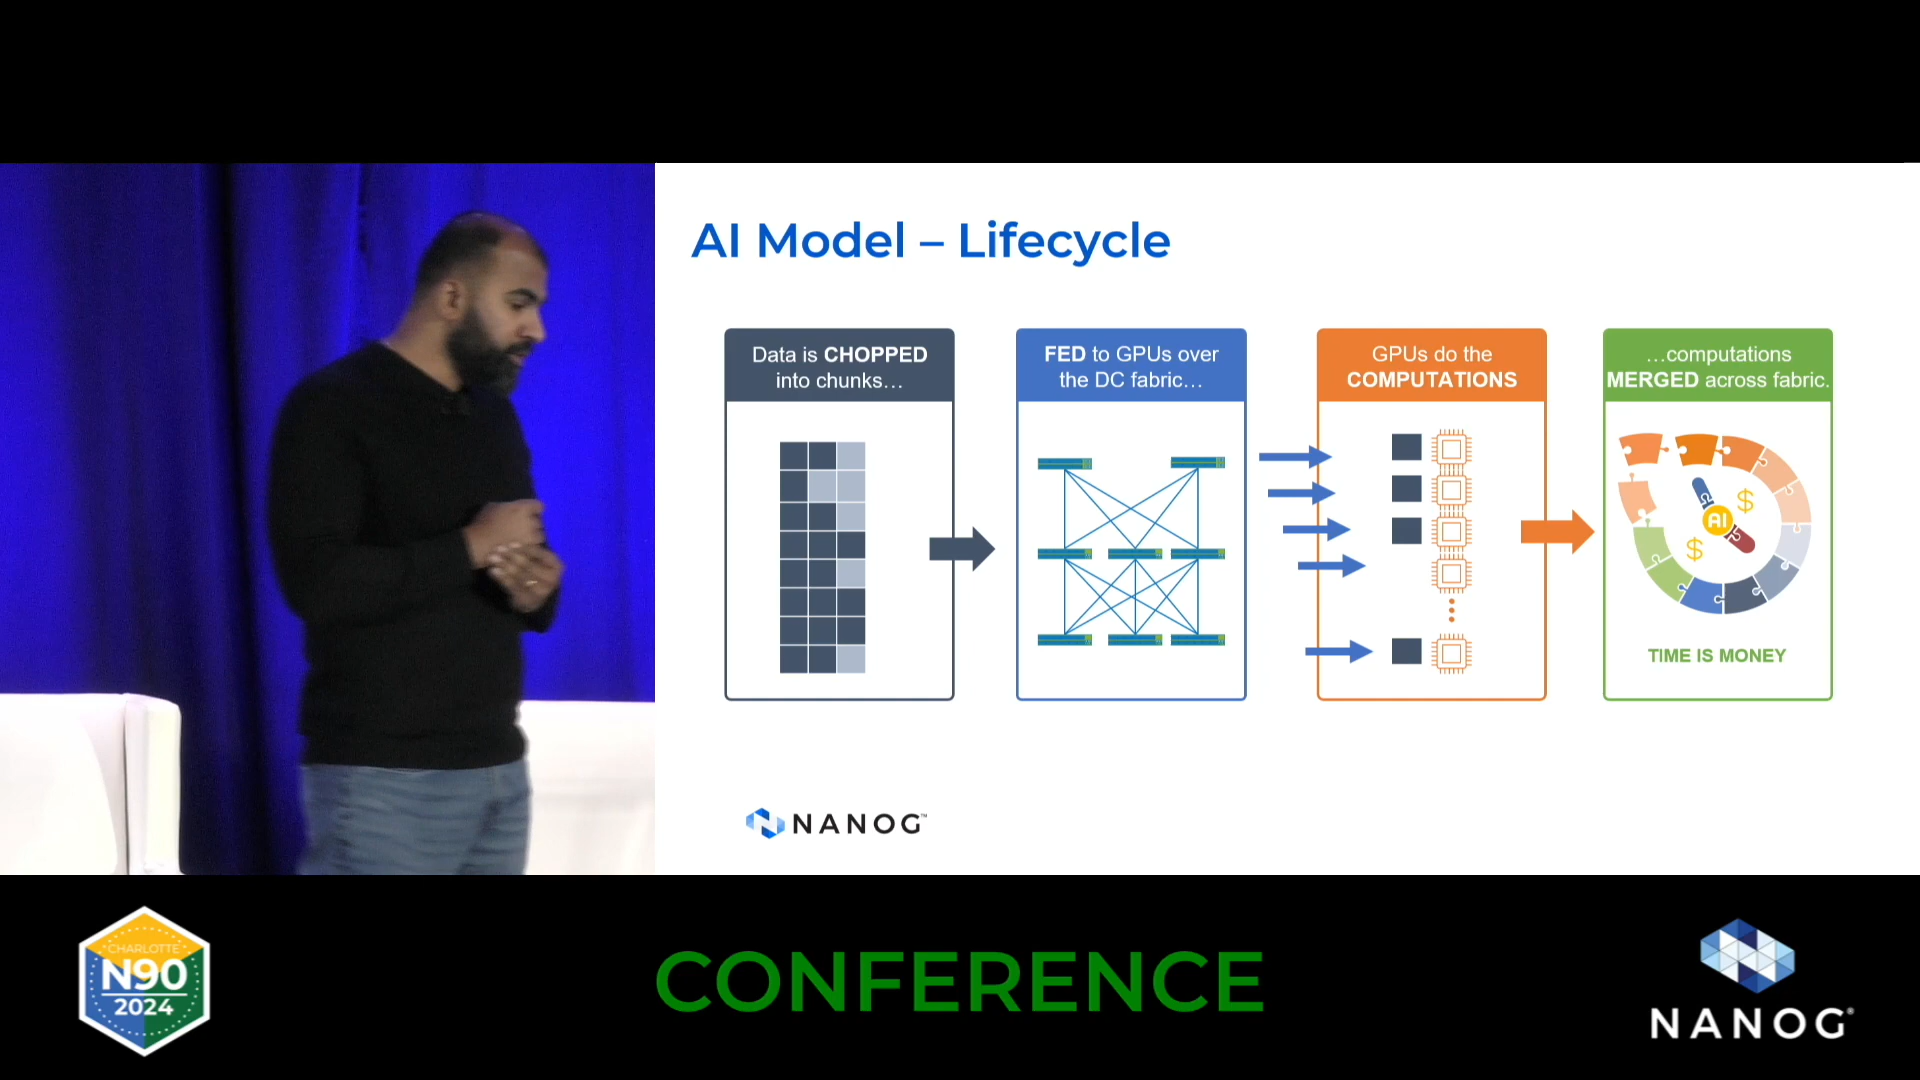 AI Model – Lifecycle
Data is CHOPPED
into chunks…
FED to GPUs over
the DC fabric…
GPUs do the
COMPUTATIONS
…computations
MERGED across fabric.
$
AI
$
TIME IS MONEY
NANOG™
CHARLOTTE
N90
2024
CONFERENCE
NANOG®